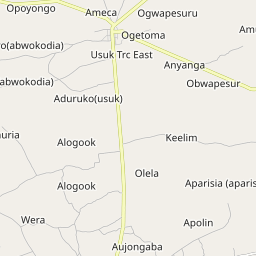 Opoyongo
Ameca
Ogwapesuru
Amu
Ogetoma
ro(abwokodia)
Usuk Trc East
Anyanga
(abwokodia)
Obwapesur
Aduruko(usuk)
uria
Alogook
Keelim
Olela
Alogook
Aparisia (aparis
Wera
Apolin
Aujongaba